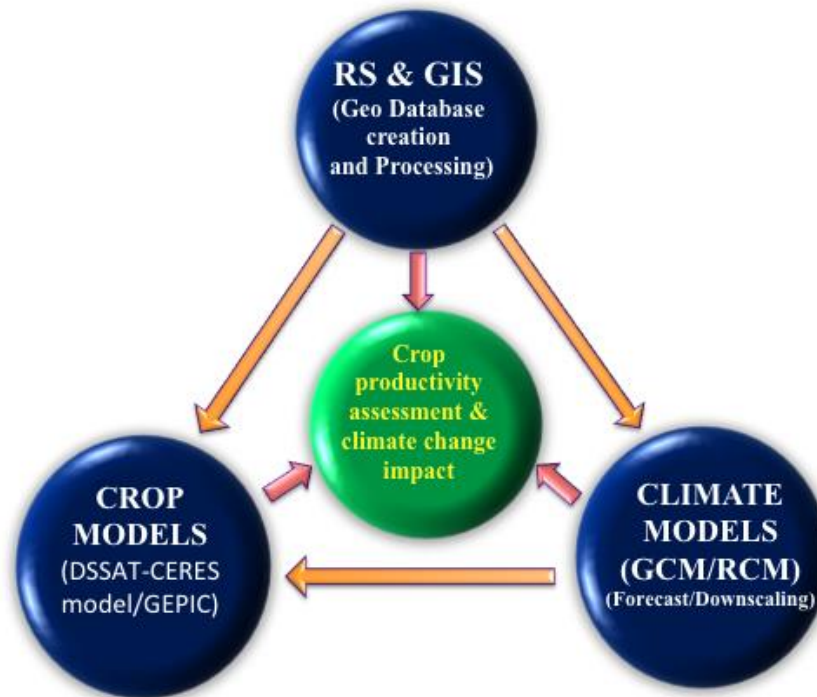 RS & GIS
(Geo Database
creation
and Processing)
Crop
productivity
assessment &
climate change
impact
CROP
MODELS
(DSSAT-CERES
model/GEPIC)
CLIMATE
MODELS
(GCM/RCM)
(Forecast/Downscaling)